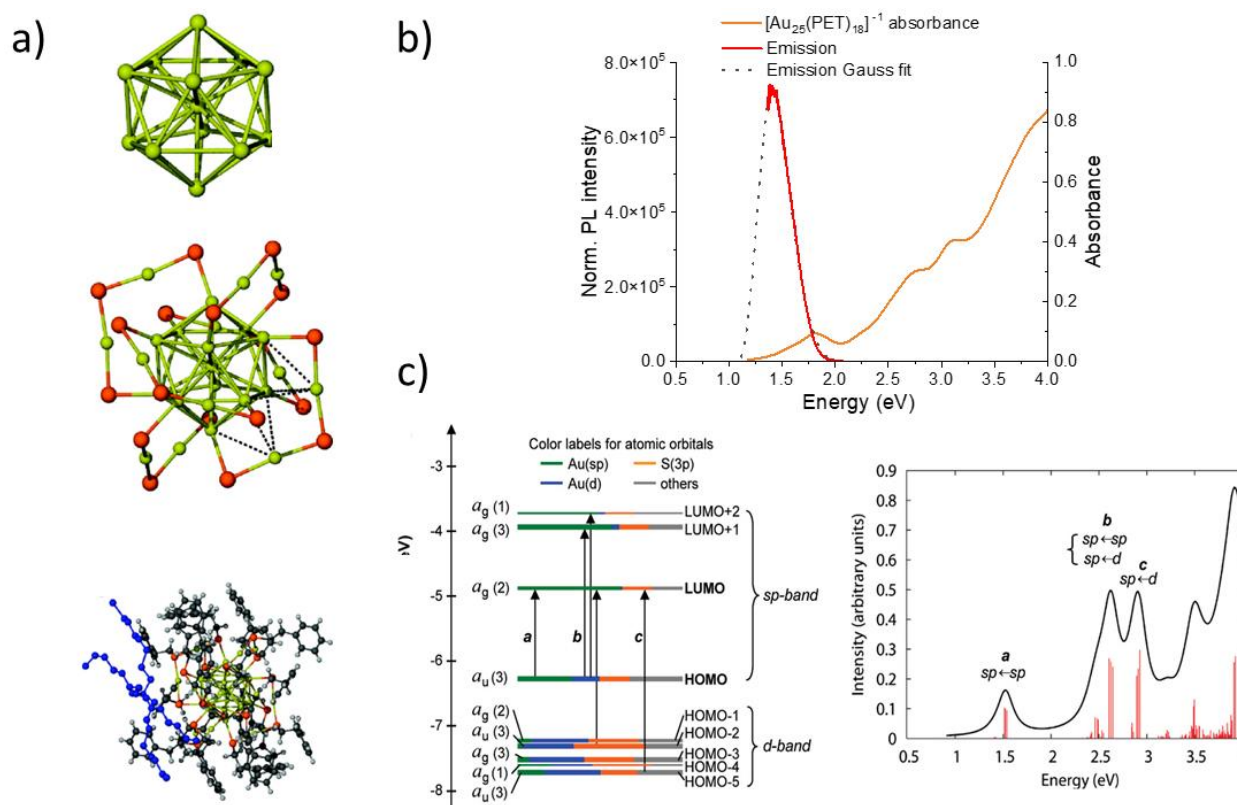 a)
b)
[Au25(PET)18]-1 absorbance
Emission
Emission Gauss fit
8.0×10^5
6.0×10^5
4.0×10^5
2.0×10^5
0.0
Norm. PL intensity
1.0
0.8
0.6
0.4
0.2
0.0
Absorbance
0.5 1.0 1.5 2.0 2.5 3.0 3.5 4.0
Energy (eV)
c)
Color labels for atomic orbitals
Au(sp) S(3p)
Au(d) others
-3
-4
-5
-6
-7
-8
eV)
ag(1) LUMO+2
ag(3) LUMO+1
ag(2) LUMO
au(3) HOMO
ag(2) HOMO-1
au(3) HOMO-2
ag(3) HOMO-3
ag(1) HOMO-4
au(3) HOMO-5
a b c
sp-band
d-band
0.9
0.8
0.7
0.6
0.5
0.4
0.3
0.2
0.1
0
Intensity (arbitrary units)
a
sp←sp
b
sp←sp
sp←d
c
sp←d
0.5 1 1.5 2 2.5 3 3.5
Energy (eV)